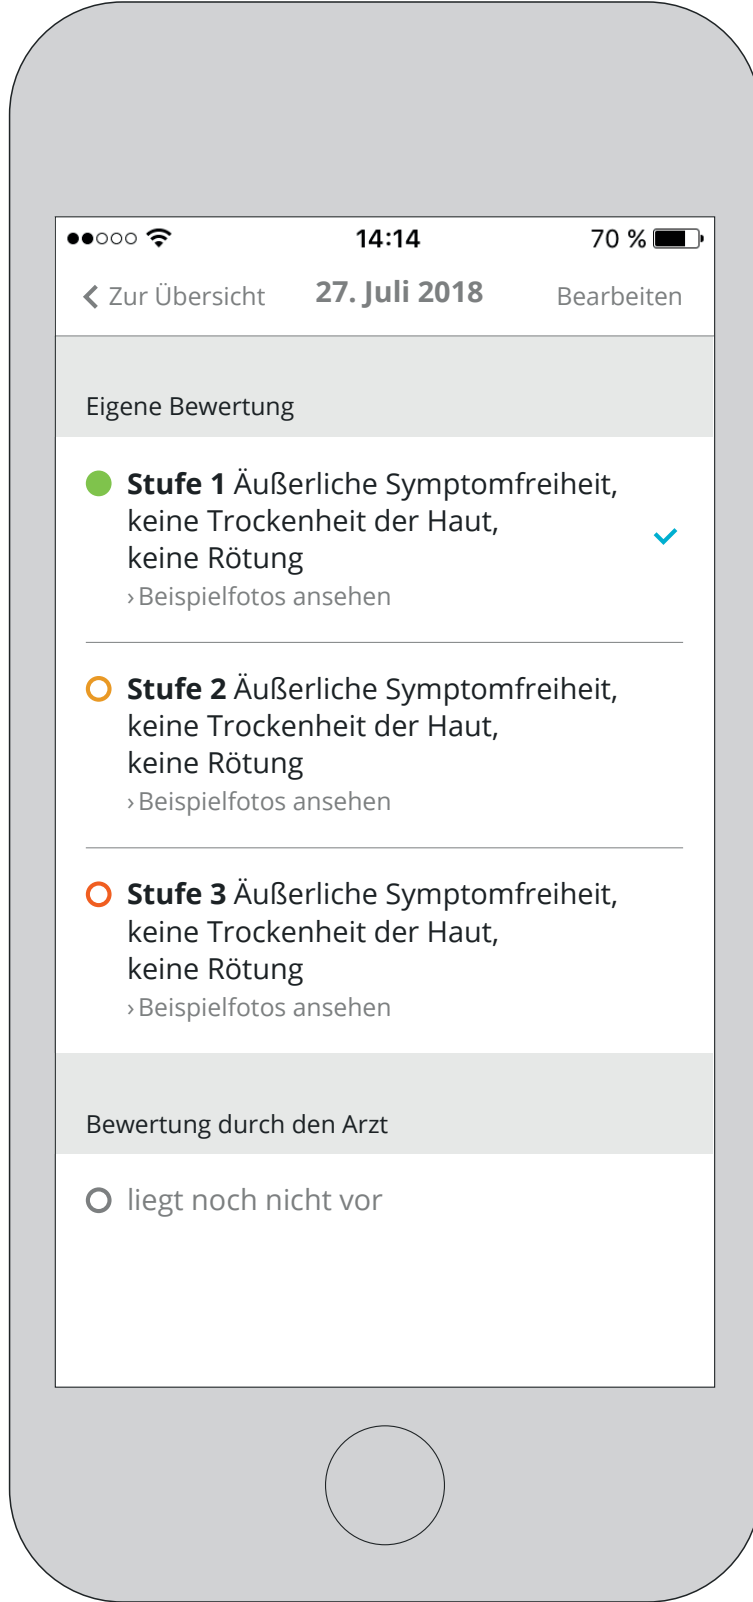 14:14
70 %
Zur Übersicht
27. Juli 2018
Bearbeiten
Eigene Bewertung
Stufe 1 Äußerliche Symptomfreiheit,
keine Trockenheit der Haut,
keine Rötung
› Beispielfotos ansehen
Stufe 2 Äußerliche Symptomfreiheit,
keine Trockenheit der Haut,
keine Rötung
› Beispielfotos ansehen
Stufe 3 Äußerliche Symptomfreiheit,
keine Trockenheit der Haut,
keine Rötung
› Beispielfotos ansehen
Bewertung durch den Arzt
liegt noch nicht vor